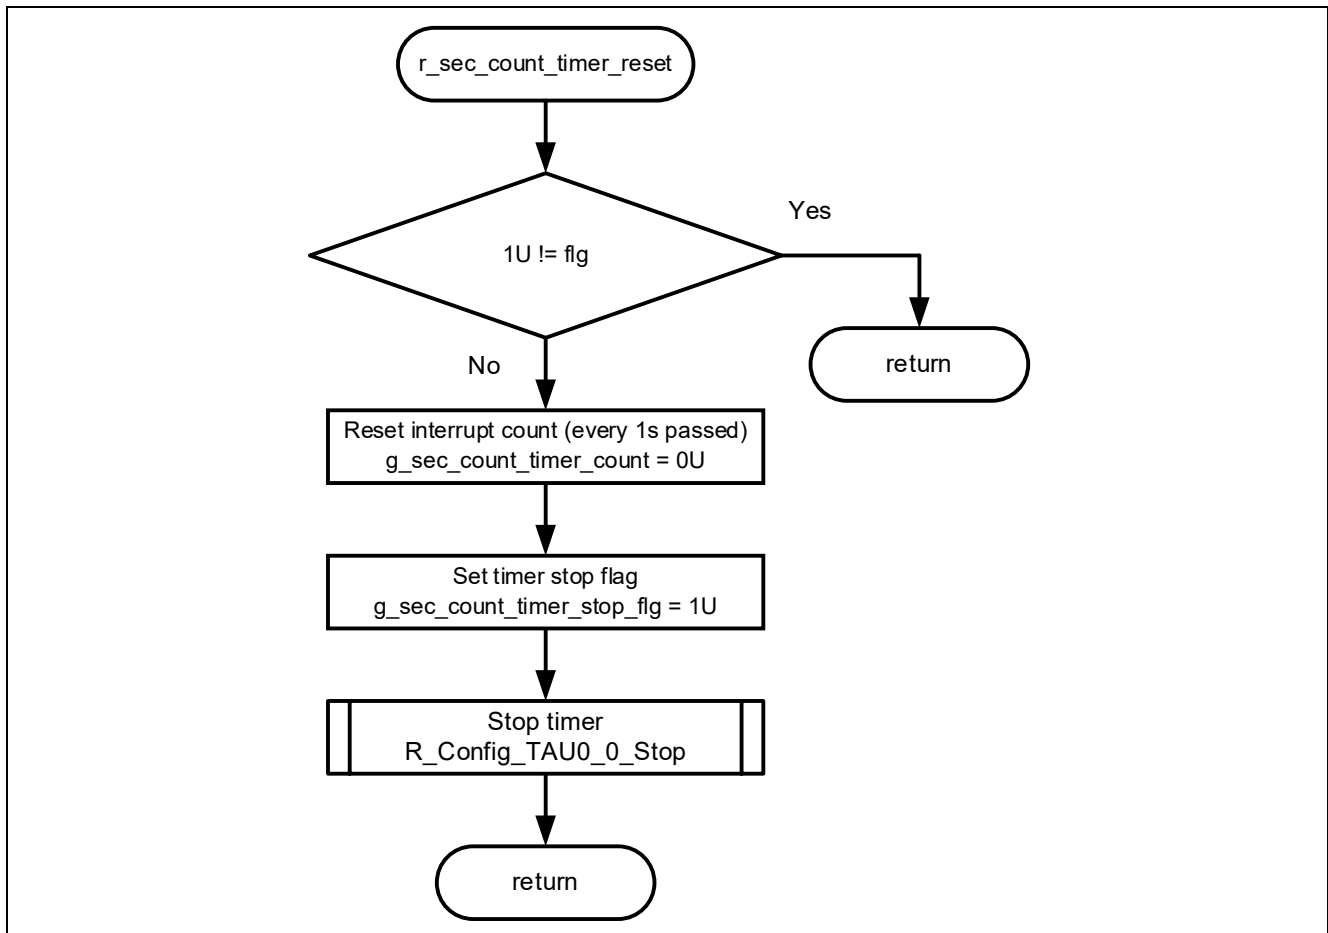 r_sec_count_timer_reset
1U != flg
Yes
return
No
Reset interrupt count (every 1s passed)
g_sec_count_timer_count = 0U
Set timer stop flag
g_sec_count_timer_stop_flg = 1U
Stop timer
R_Config_TAU0_0_Stop
return